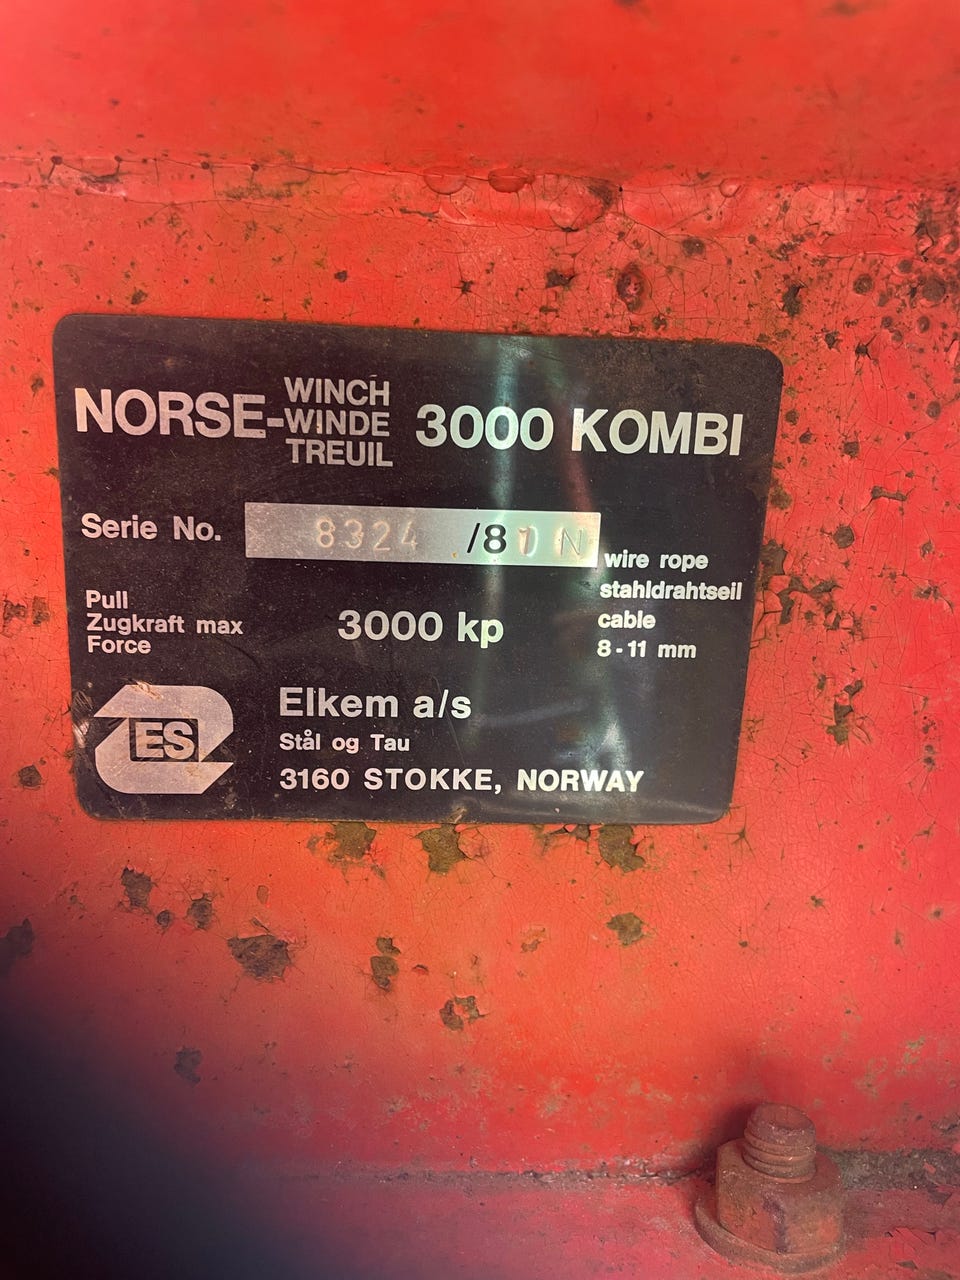 NORSE-
WINCH
WINDE
TREUIL
3000 KOMBI
Serie No.
8324 /8 N
wire rope
stahldrahtseil
cable
8-11 mm
Pull
Zugkraft max
Force
3000 kp
ES
Elkem a/s
Stål og Tau
3160 STOKKE, NORWAY